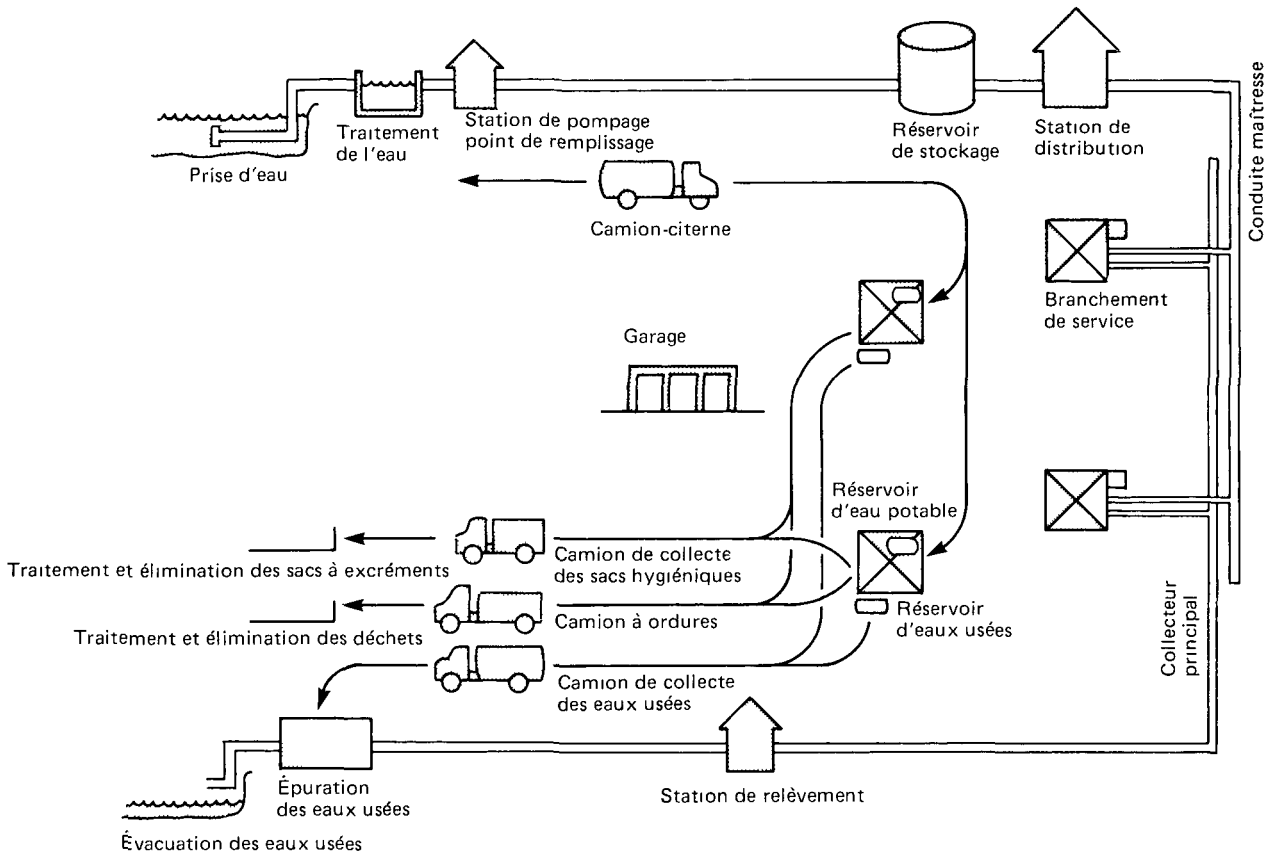 Traitement
de l'eau
Station de pompage
point de remplissage
Réservoir
de stockage
Station de
distribution
Conduite maîtresse
Prise d'eau
Camion-citerne
Branchement
de service
Garage
Réservoir
d'eau potable
Camion de collecte
des sacs hygiéniques
Traitement et élimination des sacs à excréments
Camion à ordures
Réservoir
d'eaux usées
Traitement et élimination des déchets
Collecteur
principal
Camion de collecte
des eaux usées
Épuration
des eaux usées
Station de relèvement
Évacuation des eaux usées